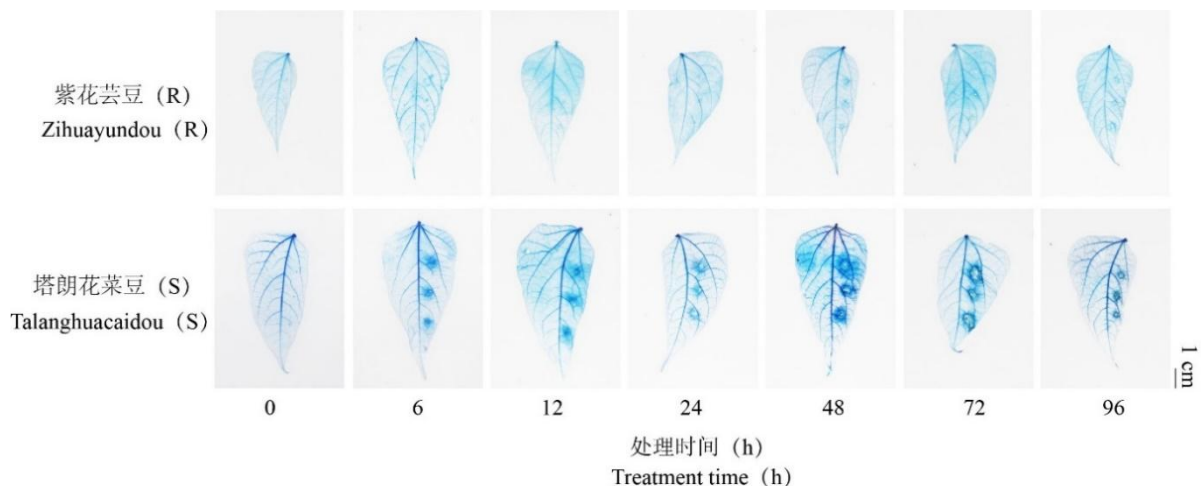 紫花芸豆（R）
Zihuayundou（R）
塔朗花菜豆（S）
Talanghuacaidou（S）
1 cm
0 6 12 24 48 72 96
处理时间（h）
Treatment time（h）